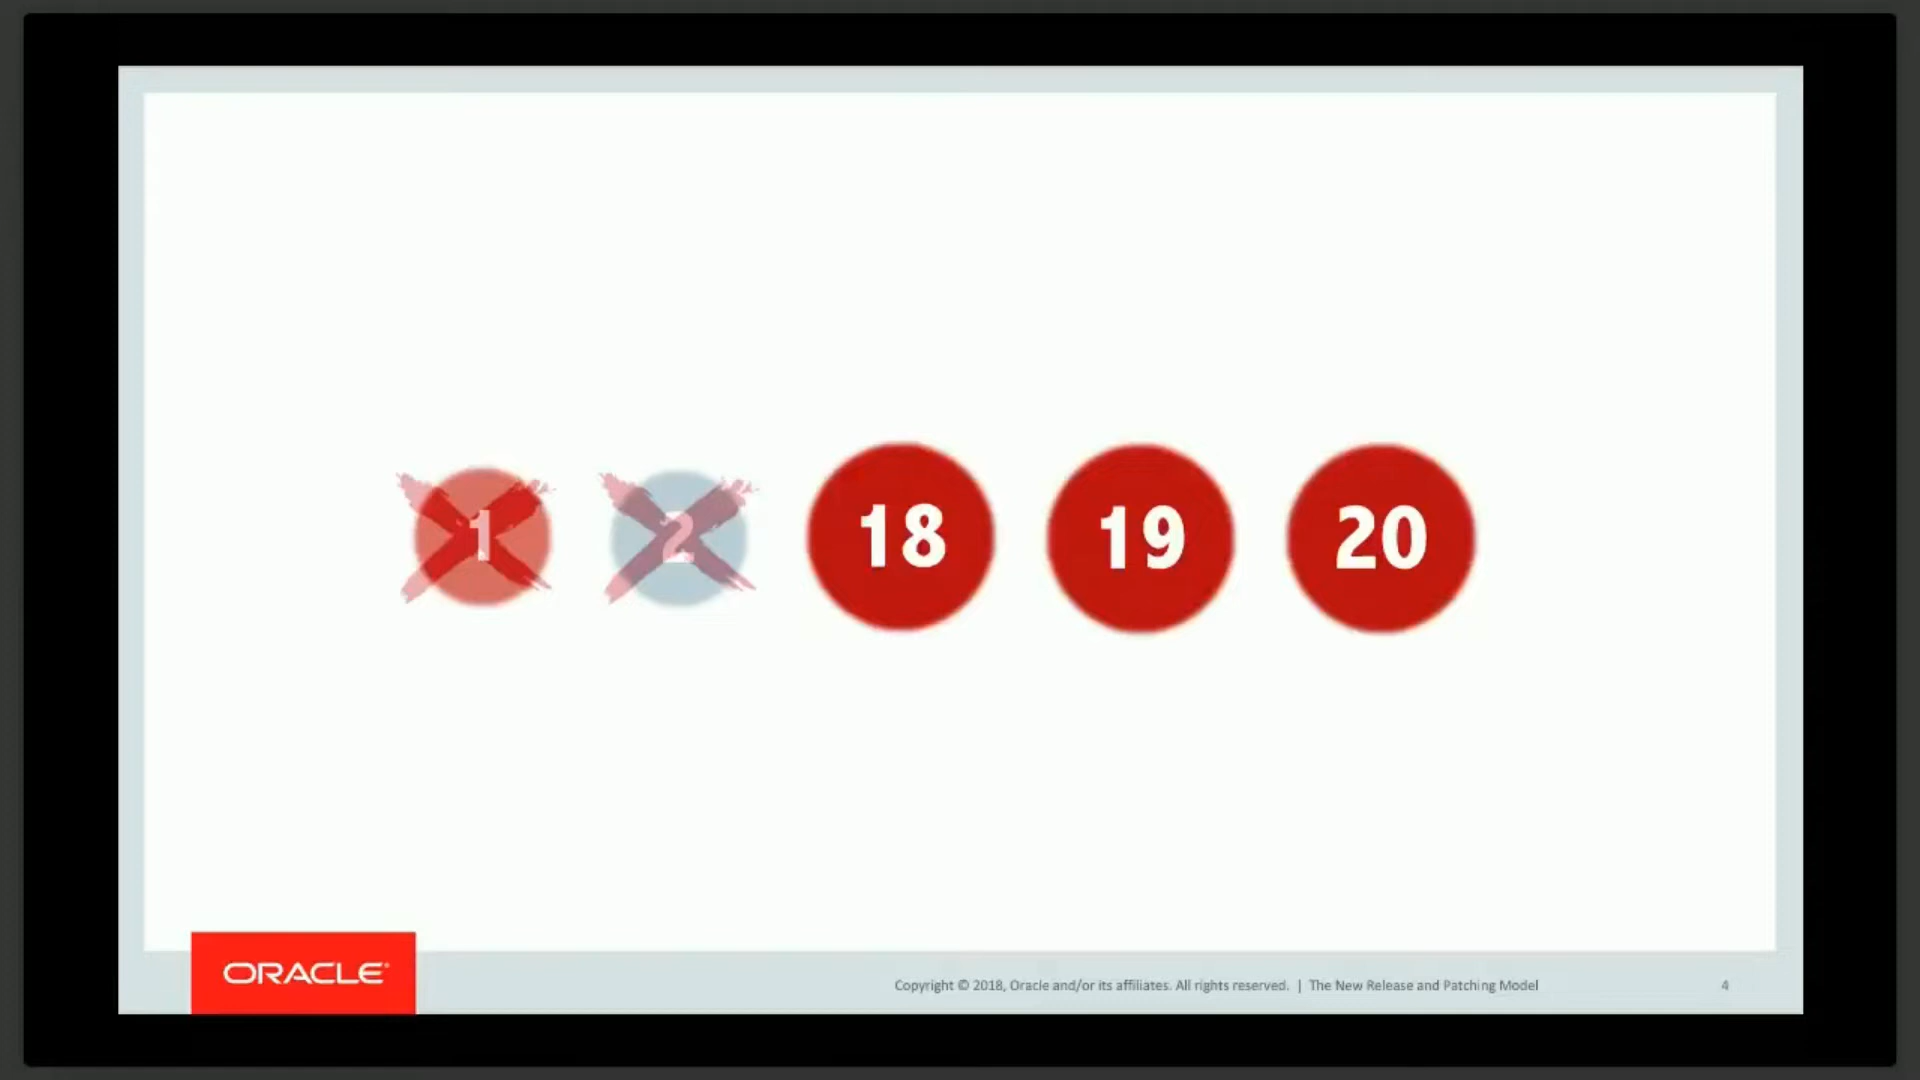 1 2 18 19 20
ORACLE®
Copyright © 2018, Oracle and/or its affiliates. All rights reserved. | The New Release and Patching Model 4